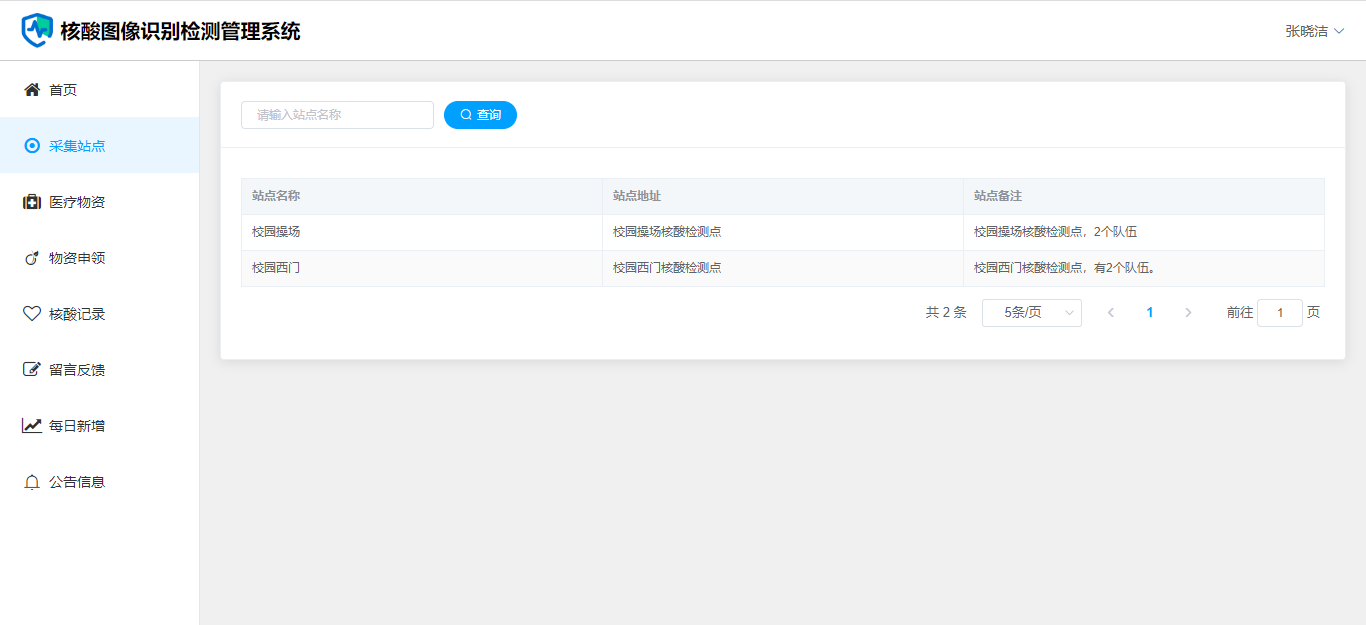 核酸图像识别检测管理系统
张晓洁
首页
采集站点
医疗物资
物资申领
核酸记录
留言反馈
每日新增
公告信息
请输入站点名称
查询
站点名称 站点地址 站点备注
校园操场 校园操场核酸检测点 校园操场核酸检测点，2个队伍
校园西门 校园西门核酸检测点 校园西门核酸检测点，有2个队伍。
共 2 条 5条/页 1 前往 1 页